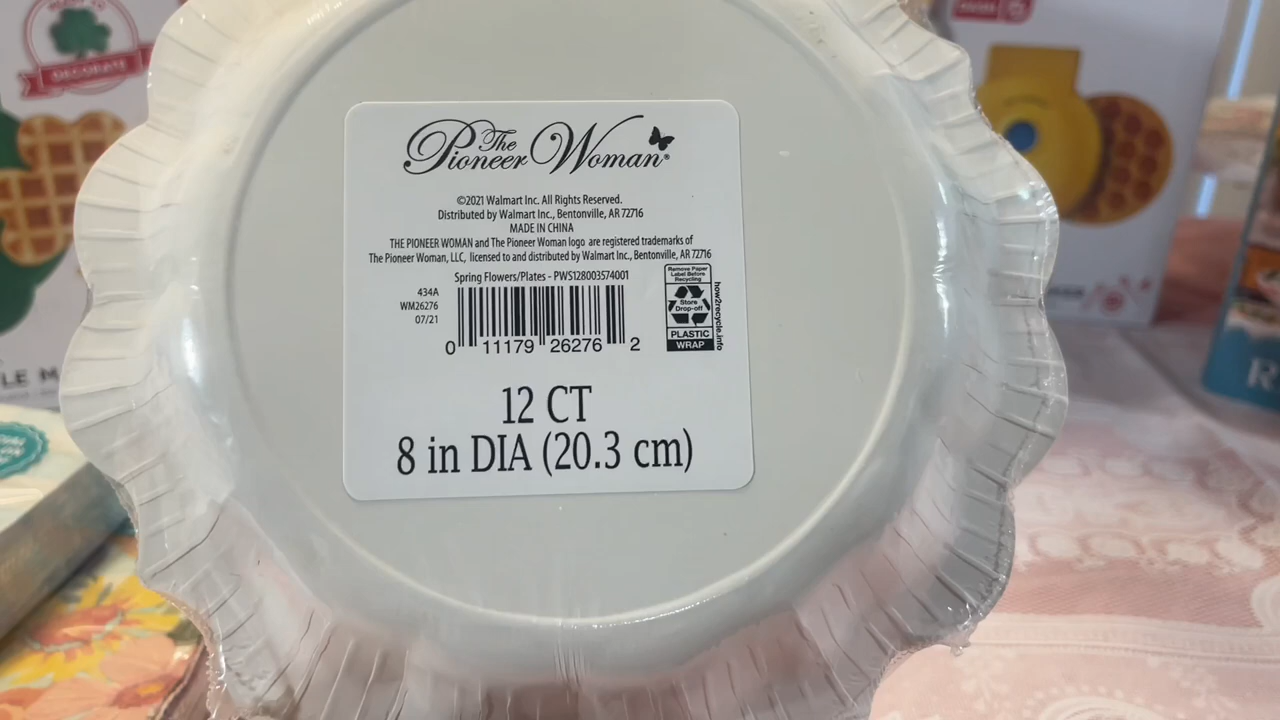 DECORATE
The
Pioneer Woman®
©2021 Walmart Inc. All Rights Reserved.
Distributed by Walmart Inc., Bentonville, AR 72716
MADE IN CHINA
THE PIONEER WOMAN and The Pioneer Woman logo are registered trademarks of
The Pioneer Woman, LLC, licensed to and distributed by Walmart Inc., Bentonville, AR 72716
Spring Flowers/Plates - PWS128003574001
434A
WM26276
07/21
0 11179 26276 2
Remove Paper
Label Before
Recycling
Store
Drop-off
PLASTIC
WRAP
how2recycle.info
12 CT
8 in DIA (20.3 cm)
LE M
R